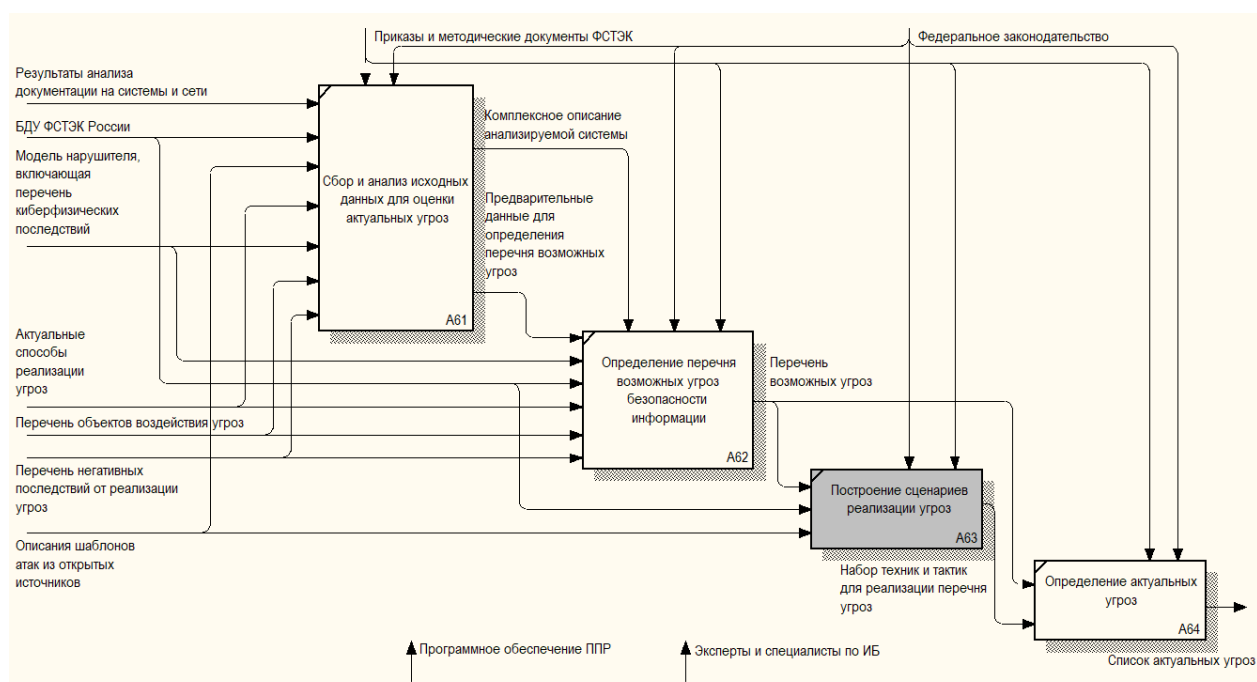 Приказы и методические документы ФСТЭК
Федеральное законодательство
Результаты анализа
документации на системы и сети
БДУ ФСТЭК России
Модель нарушителя,
включающая
перечень
киберфизических
последствий
Актуальные
способы
реализации
угроз
Перечень объектов воздействия угроз
Перечень негативных
последствий от реализации
угроз
Описания шаблонов
атак из открытых
источников
Сбор и анализ исходных
данных для оценки
актуальных угроз
A61
Комплексное описание
анализируемой системы
Предварительные
данные для
определения
перечня возможных
угроз
Определение перечня
возможных угроз
безопасности
информации
A62
Перечень
возможных угроз
Построение сценариев
реализации угроз
A63
Набор техник и тактик
для реализации перечня
угроз
Определение актуальных
угроз
A64
Список актуальных угроз
Программное обеспечение ППР
Эксперты и специалисты по ИБ